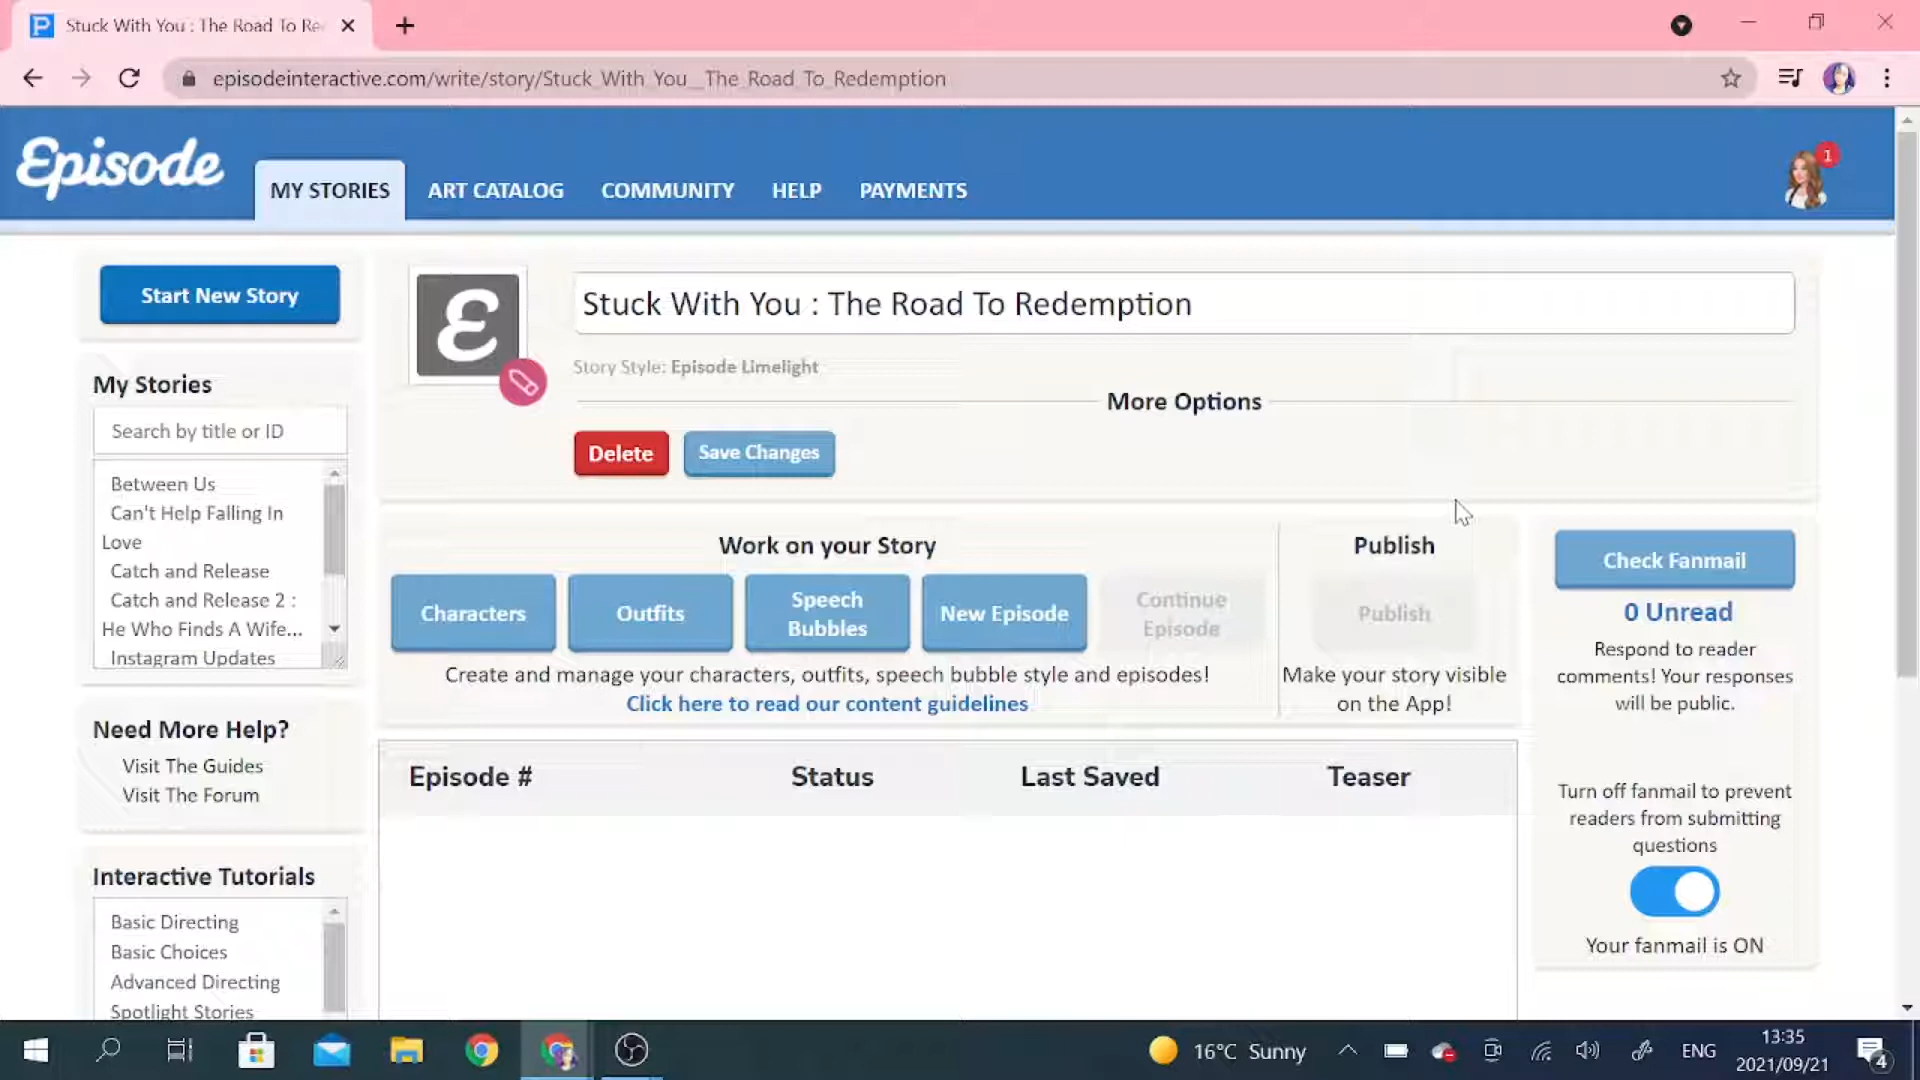 Stuck With You : The Road To Re
episodeinteractive.com/write/story/Stuck_With_You__The_Road_To_Redemption
Episode
MY STORIES
ART CATALOG
COMMUNITY
HELP
PAYMENTS
1
Start New Story
My Stories
Search by title or ID
Between Us
Can't Help Falling In
Love
Catch and Release
Catch and Release 2 :
He Who Finds A Wife...
Instagram Updates
Need More Help?
Visit The Guides
Visit The Forum
Interactive Tutorials
Basic Directing
Basic Choices
Advanced Directing
Spotlight Stories
Stuck With You : The Road To Redemption
Story Style: Episode Limelight
More Options
Delete
Save Changes
Work on your Story
Characters
Outfits
Speech
Bubbles
New Episode
Continue
Episode
Create and manage your characters, outfits, speech bubble style and episodes!
Click here to read our content guidelines
Publish
Publish
Make your story visible
on the App!
Check Fanmail
0 Unread
Respond to reader
comments! Your responses
will be public.
Turn off fanmail to prevent
readers from submitting
questions
Your fanmail is ON
Episode #
Status
Last Saved
Teaser
16°C Sunny
ENG
13:35
2021/09/21
4